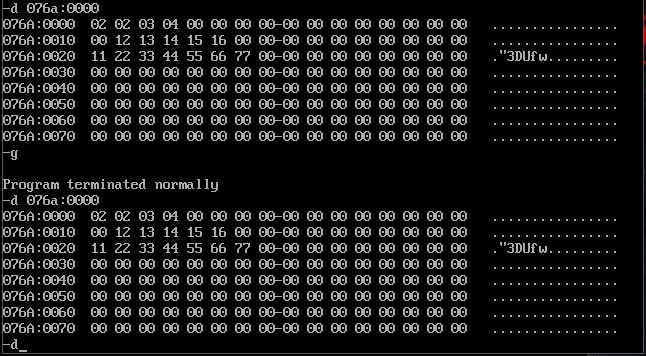 -d 076a:0000
076A:0000  02 02 03 04 00 00 00 00-00 00 00 00 00 00 00 00   ................
076A:0010  00 12 13 14 15 16 00 00-00 00 00 00 00 00 00 00   ................
076A:0020  11 22 33 44 55 66 77 00-00 00 00 00 00 00 00 00   ."3DUfw.........
076A:0030  00 00 00 00 00 00 00 00-00 00 00 00 00 00 00 00   ................
076A:0040  00 00 00 00 00 00 00 00-00 00 00 00 00 00 00 00   ................
076A:0050  00 00 00 00 00 00 00 00-00 00 00 00 00 00 00 00   ................
076A:0060  00 00 00 00 00 00 00 00-00 00 00 00 00 00 00 00   ................
076A:0070  00 00 00 00 00 00 00 00-00 00 00 00 00 00 00 00   ................
-g
Program terminated normally
-d 076a:0000
076A:0000  02 02 03 04 00 00 00 00-00 00 00 00 00 00 00 00   ................
076A:0010  00 12 13 14 15 16 00 00-00 00 00 00 00 00 00 00   ................
076A:0020  11 22 33 44 55 66 77 00-00 00 00 00 00 00 00 00   ."3DUfw.........
076A:0030  00 00 00 00 00 00 00 00-00 00 00 00 00 00 00 00   ................
076A:0040  00 00 00 00 00 00 00 00-00 00 00 00 00 00 00 00   ................
076A:0050  00 00 00 00 00 00 00 00-00 00 00 00 00 00 00 00   ................
076A:0060  00 00 00 00 00 00 00 00-00 00 00 00 00 00 00 00   ................
076A:0070  00 00 00 00 00 00 00 00-00 00 00 00 00 00 00 00   ................
-d_